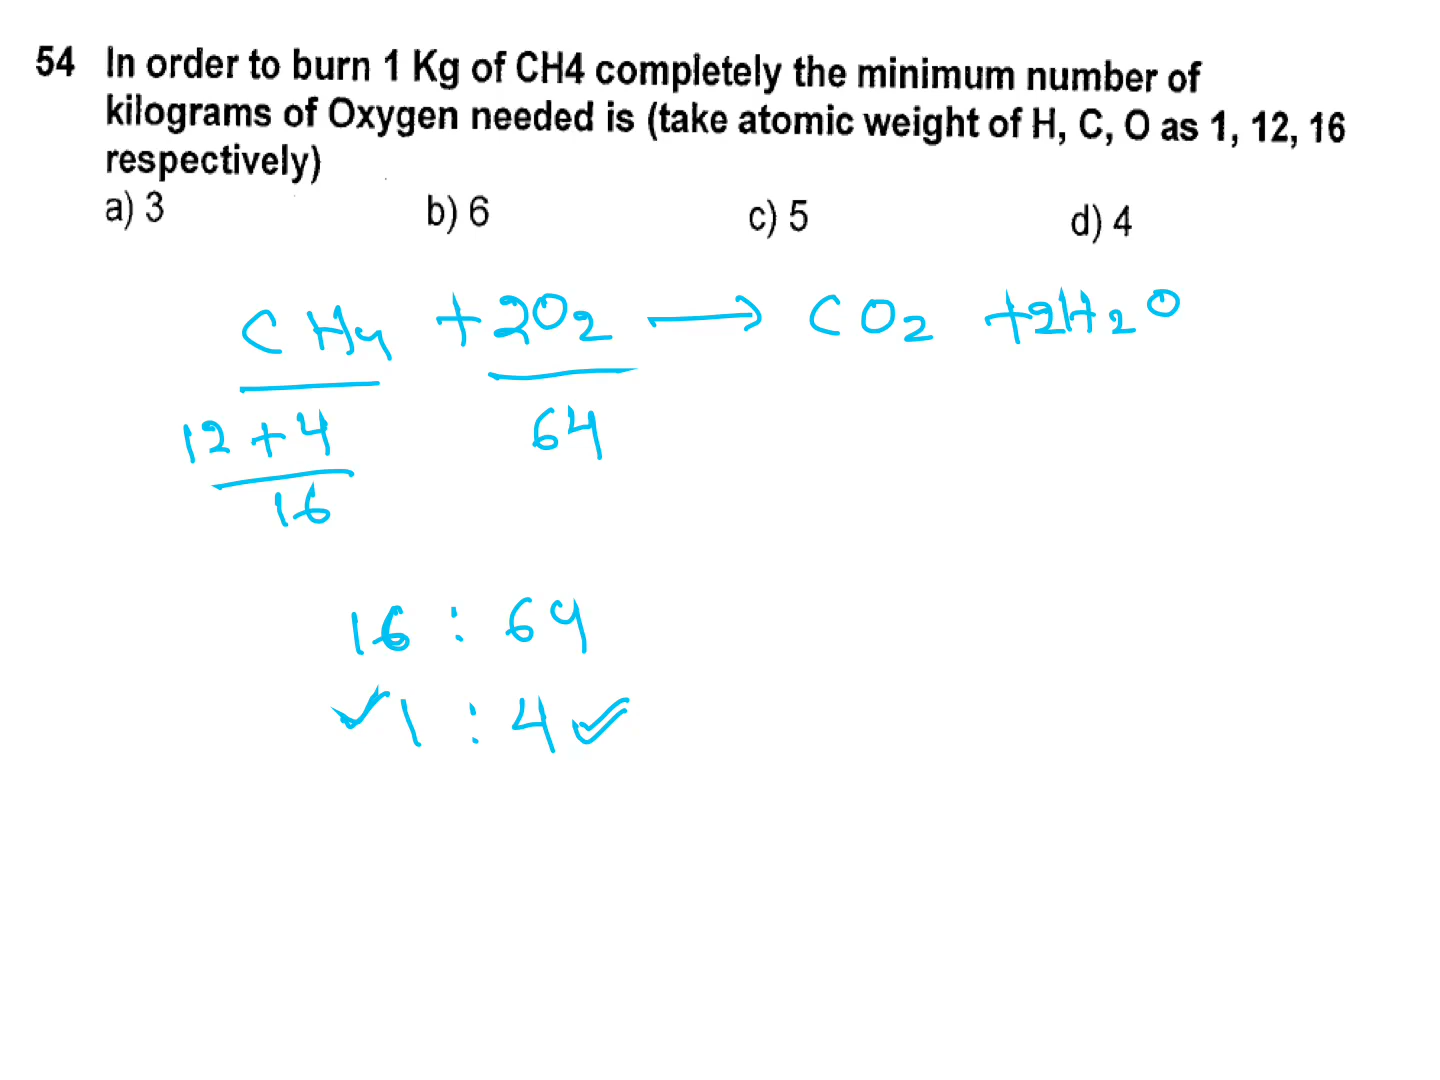 54 In order to burn 1 Kg of CH4 completely the minimum number of
kilograms of Oxygen needed is (take atomic weight of H, C, O as 1, 12, 16
respectively)
a) 3 b) 6 c) 5 d) 4
CH4 + 2O2 → CO2 + 2H2O
12 + 4 64
16
16 : 64
✓ 1 : 4 ✓